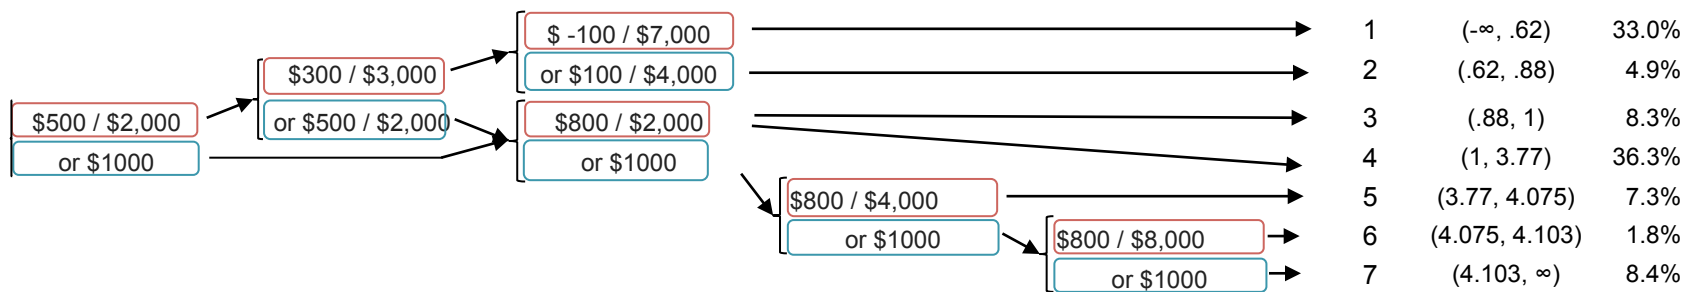 $500 / $2,000
or $1000
$300 / $3,000
or $500 / $2,000
$ -100 / $7,000
or $100 / $4,000
$800 / $2,000
or $1000
$800 / $4,000
or $1000
$800 / $8,000
or $1000
1 (-∞, .62) 33.0%
2 (.62, .88) 4.9%
3 (.88, 1) 8.3%
4 (1, 3.77) 36.3%
5 (3.77, 4.075) 7.3%
6 (4.075, 4.103) 1.8%
7 (4.103, ∞) 8.4%